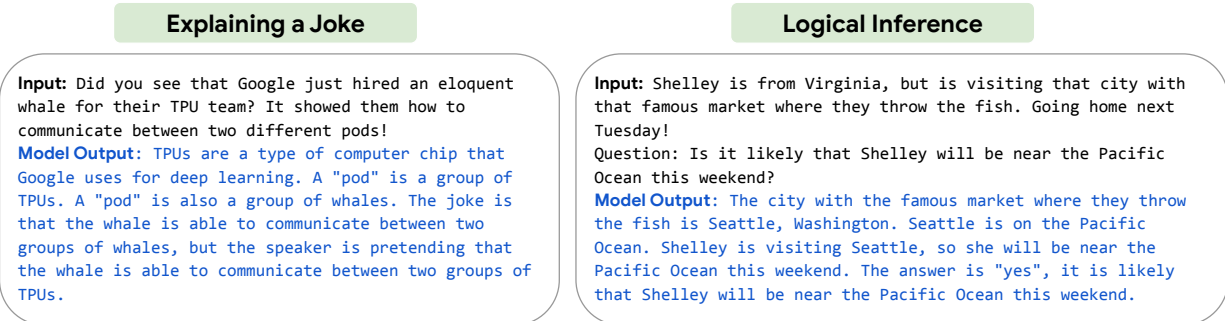 Explaining a Joke
Input: Did you see that Google just hired an eloquent
whale for their TPU team? It showed them how to
communicate between two different pods!
Model Output: TPUs are a type of computer chip that
Google uses for deep learning. A "pod" is a group of
TPUs. A "pod" is also a group of whales. The joke is
that the whale is able to communicate between two
groups of whales, but the speaker is pretending that
the whale is able to communicate between two groups of
TPUs.
Logical Inference
Input: Shelley is from Virginia, but is visiting that city with
that famous market where they throw the fish. Going home next
Tuesday!
Question: Is it likely that Shelley will be near the Pacific
Ocean this weekend?
Model Output: The city with the famous market where they throw
the fish is Seattle, Washington. Seattle is on the Pacific
Ocean. Shelley is visiting Seattle, so she will be near the
Pacific Ocean this weekend. The answer is "yes", it is likely
that Shelley will be near the Pacific Ocean this weekend.